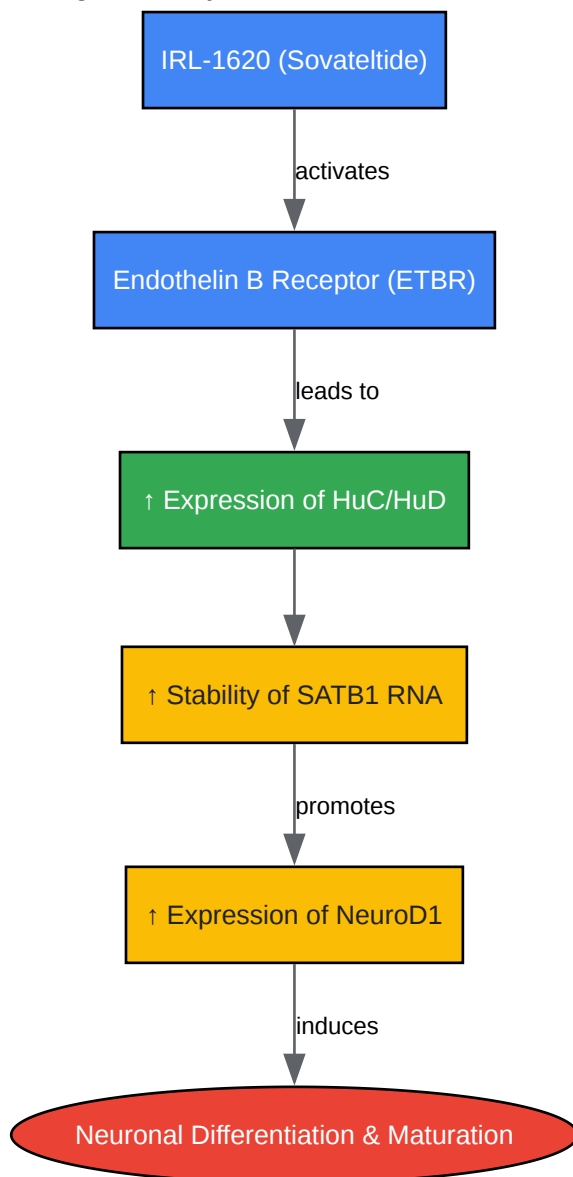 IRL-1620 (Sovateltide)
activates
Endothelin B Receptor (ETBR)
leads to
↑ Expression of HuC/HuD
↑ Stability of SATB1 RNA
promotes
↑ Expression of NeuroD1
induces
Neuronal Differentiation & Maturation